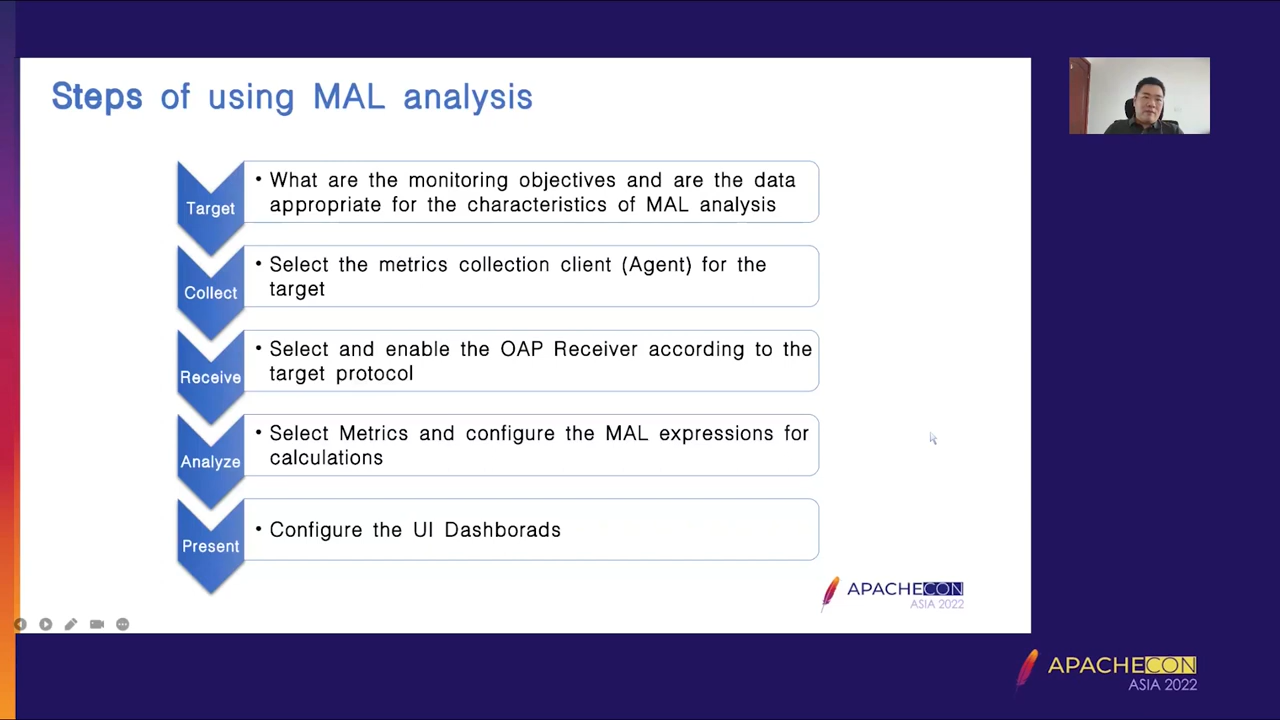 Steps of using MAL analysis
Target
• What are the monitoring objectives and are the data
appropriate for the characteristics of MAL analysis
Collect
• Select the metrics collection client (Agent) for the
target
Receive
• Select and enable the OAP Receiver according to the
target protocol
Analyze
• Select Metrics and configure the MAL expressions for
calculations
Present
• Configure the UI Dashborads
APACHECON
ASIA 2022
APACHECON
ASIA 2022